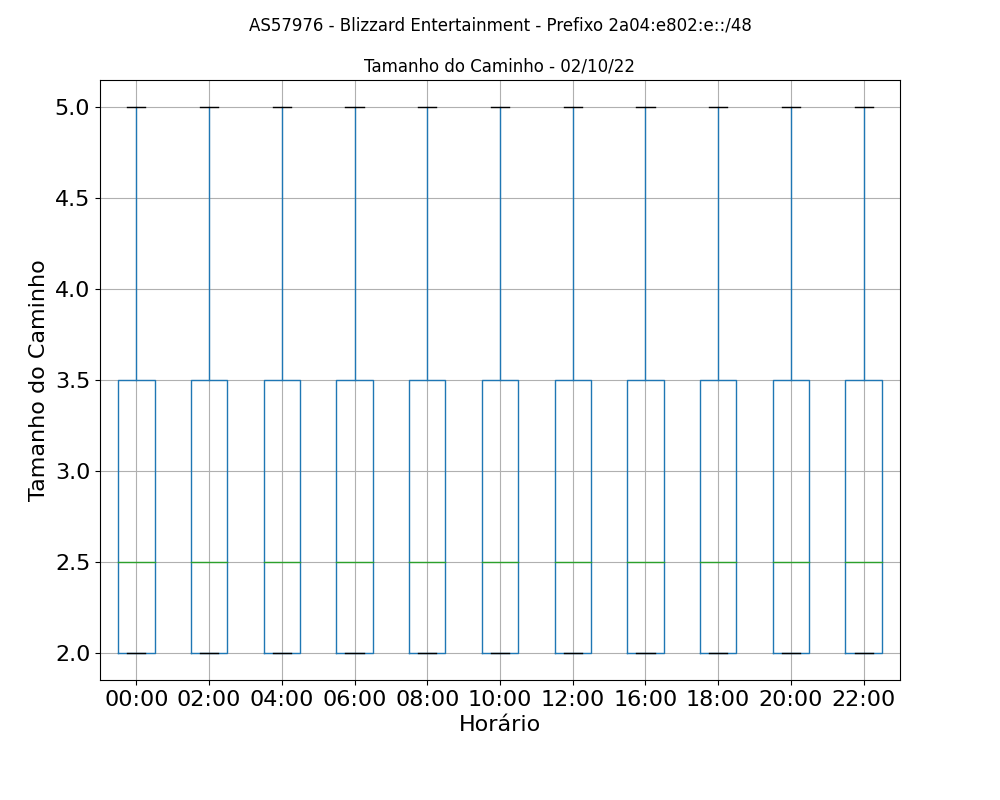 AS57976 - Blizzard Entertainment - Prefixo 2a04:e802:e::/48
Tamanho do Caminho - 02/10/22
5.0
4.5
4.0
3.5
3.0
2.5
2.0
Tamanho do Caminho
00:00 02:00 04:00 06:00 08:00 10:00 12:00 16:00 18:00 20:00 22:00
Horário